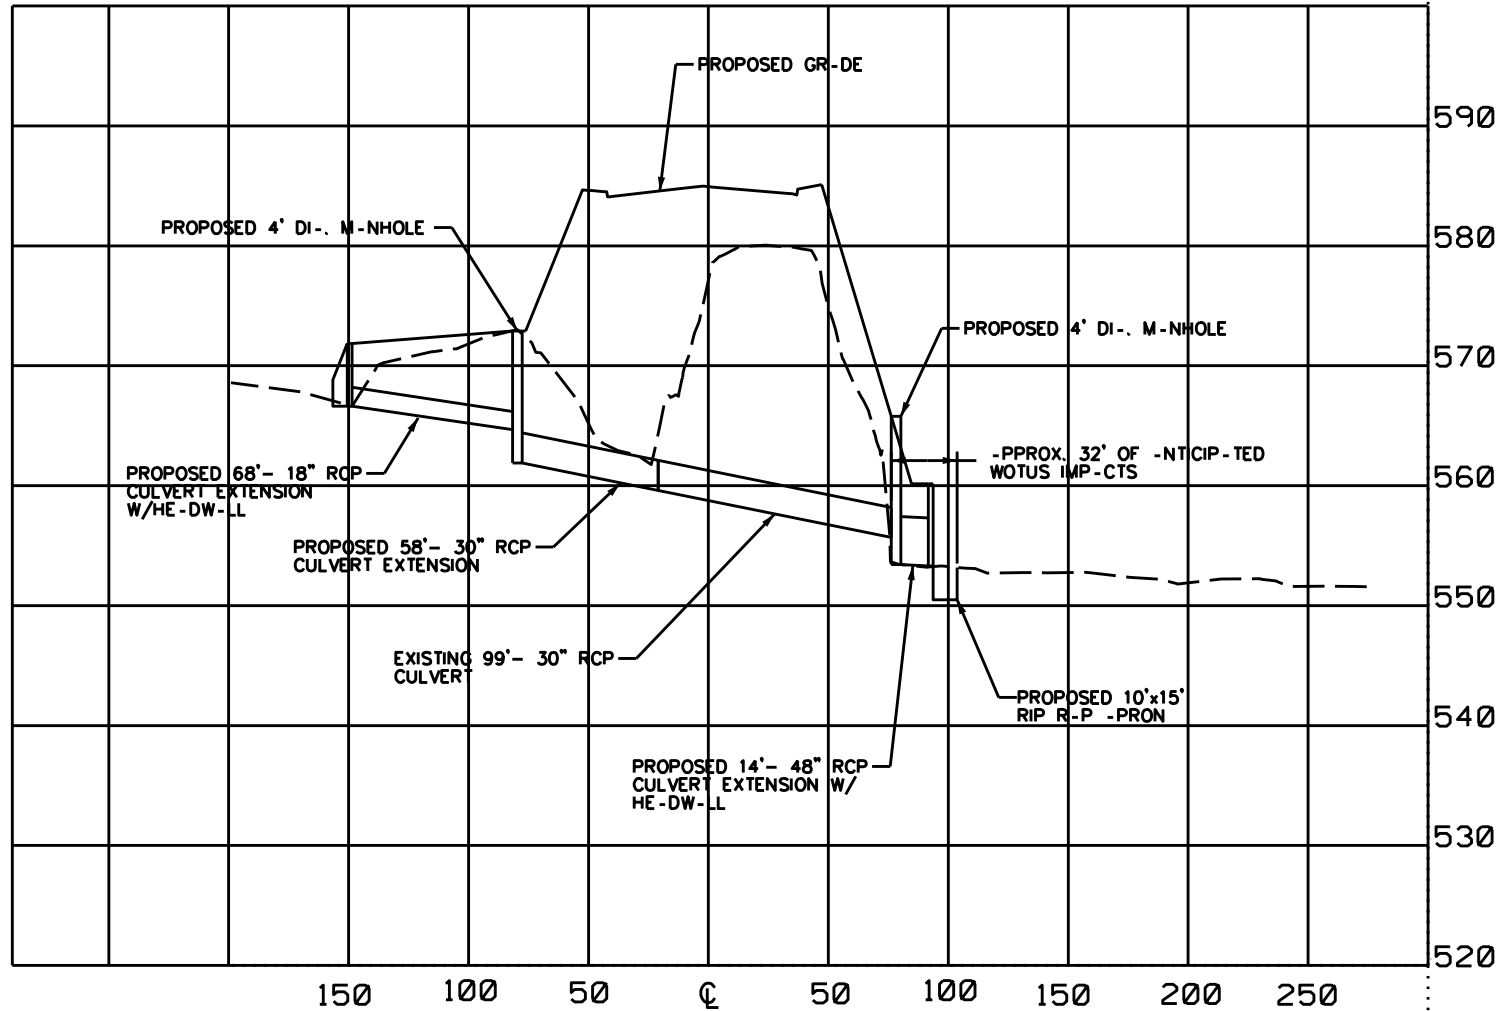 PROPOSED GR-DE
590
PROPOSED 4' DI-. M-NHOLE
580
PROPOSED 4' DI-. M-NHOLE
570
-PPROX. 32' OF -NTICIP-TED
WOTUS IMP-CTS
PROPOSED 68'- 18" RCP
CULVERT EXTENSION
W/HE-DW-LL
560
PROPOSED 58'- 30" RCP
CULVERT EXTENSION
550
EXISTING 99'- 30" RCP
CULVERT
PROPOSED 10'x15'
RIP R-P -PRON
540
PROPOSED 14'- 48" RCP
CULVERT EXTENSION W/
HE-DW-LL
530
520
150 100 50 ℄ 50 100 150 200 250